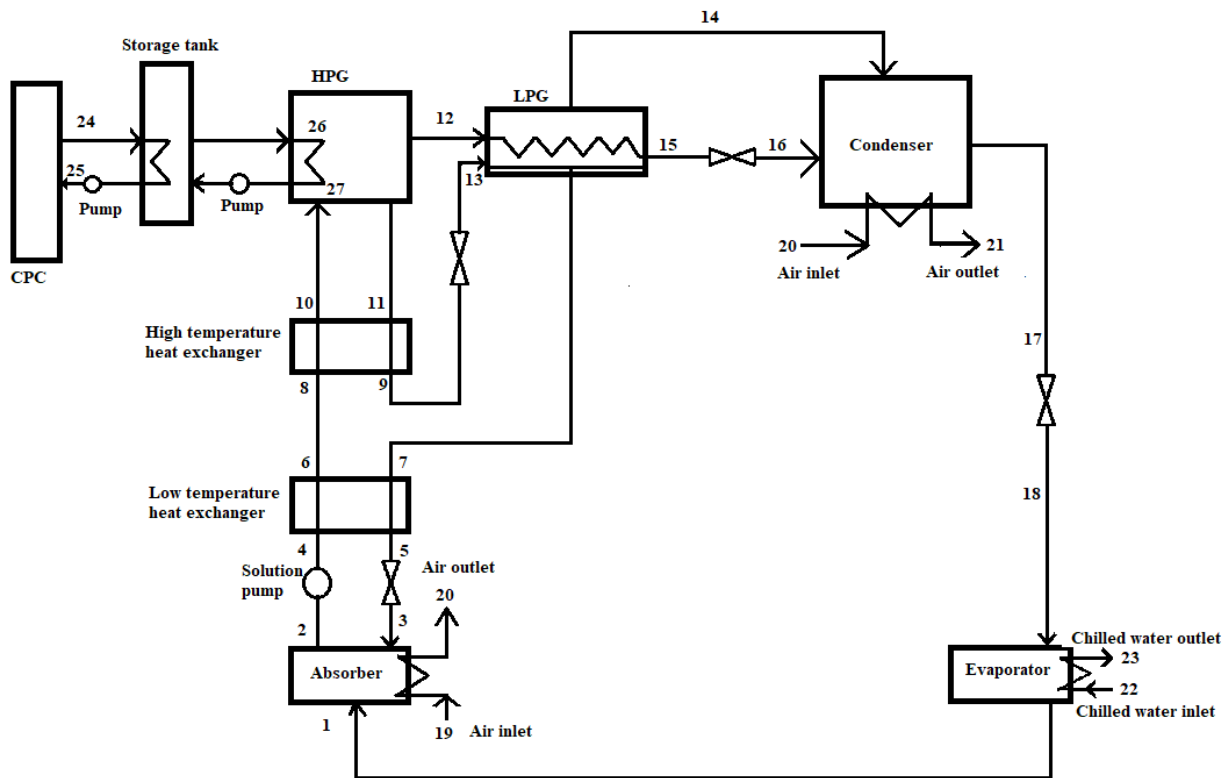 14
Storage tank
HPG
LPG
24
26
12
15
16
Condenser
25
27
13
Pump
Pump
20
21
CPC
Air inlet
Air outlet
10
11
High temperature
heat exchanger
17
8
9
6
7
Low temperature
heat exchanger
18
4
5
Solution
pump
Air outlet
20
2
3
Chilled water outlet
Absorber
Evaporator
23
22
1
19
Air inlet
Chilled water inlet